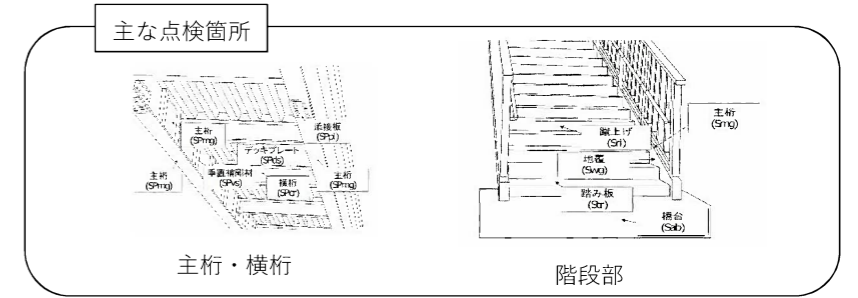 主な点検箇所
主桁
(SPmg)
添接板
(SPpl)
デッキプレート
(SPds)
主桁
(SPmg)
垂直補剛材
(SPvs)
横桁
(SPcr)
主桁
(SPmg)
主桁・横桁
主桁
(Smg)
蹴上げ
(Sri)
地覆
(Swg)
踏み板
(Str)
橋台
(Sab)
階段部